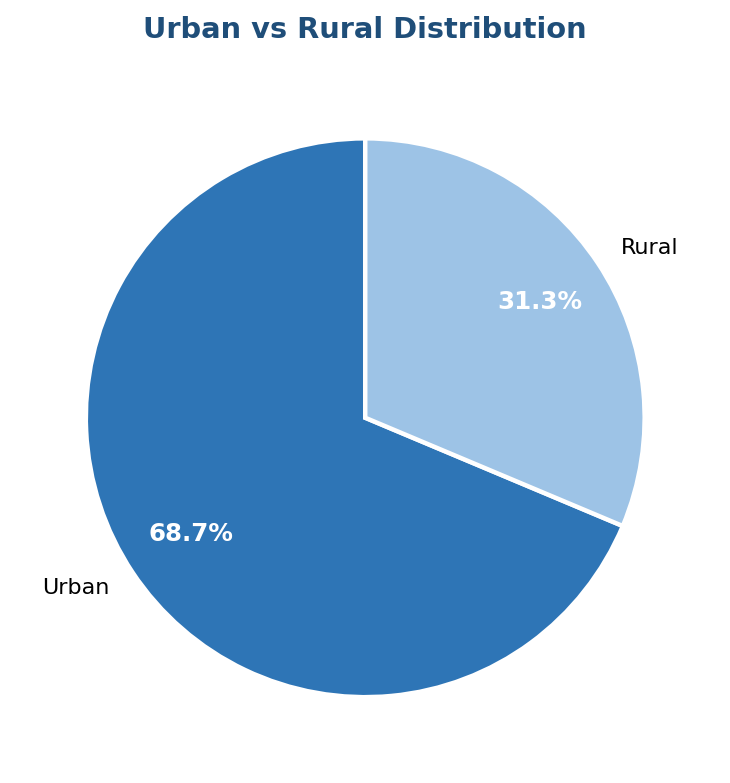 Urban vs Rural Distribution
Rural
31.3%
68.7%
Urban